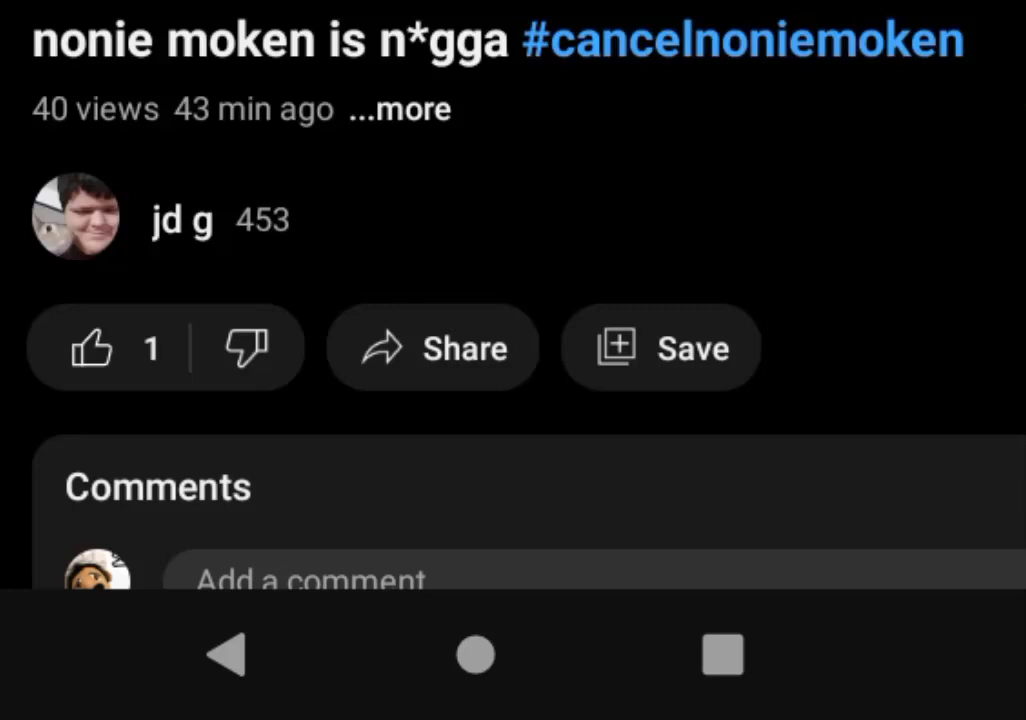 nonie moken is n*gga #cancelnoniemoken
40 views 43 min ago ...more
jd g 453
1 Share Save
Comments
Add a comment